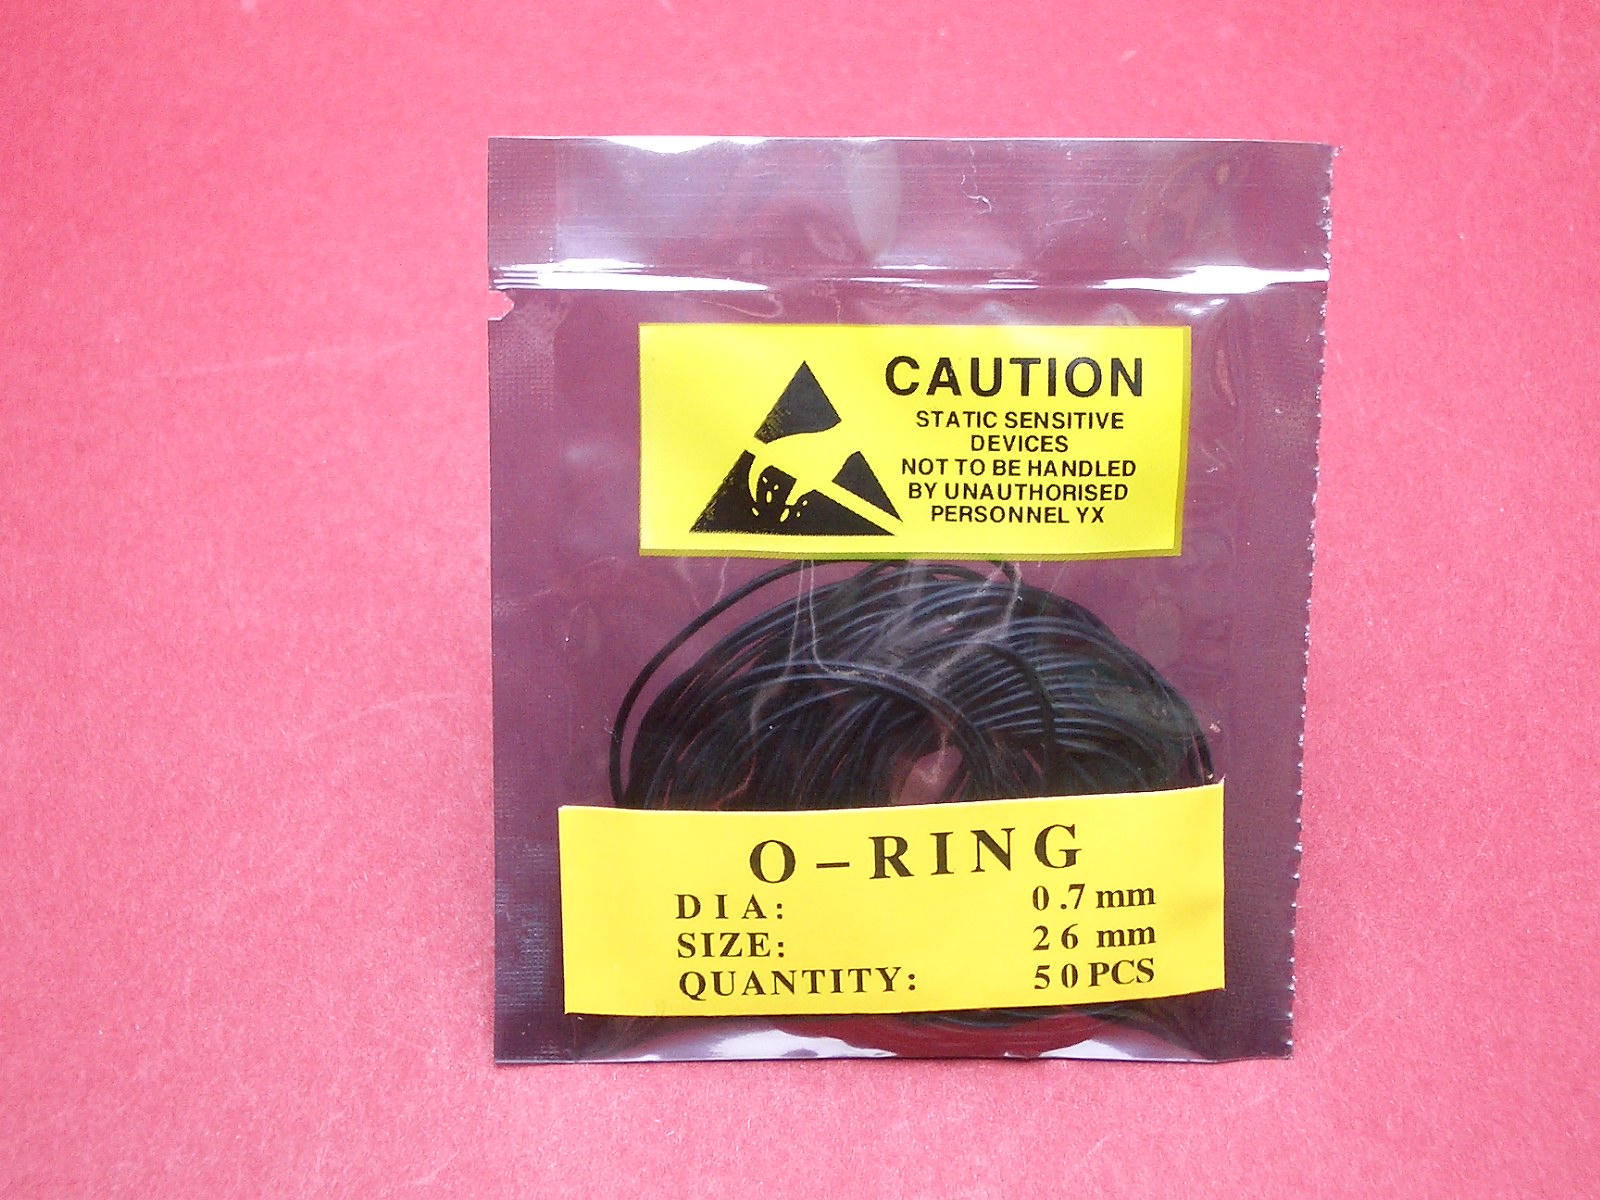 CAUTION
STATIC SENSITIVE
DEVICES
NOT TO BE HANDLED
BY UNAUTHORISED
PERSONNEL YX
O-RING
DIA: 0.7 mm
SIZE: 26 mm
QUANTITY: 50 PCS